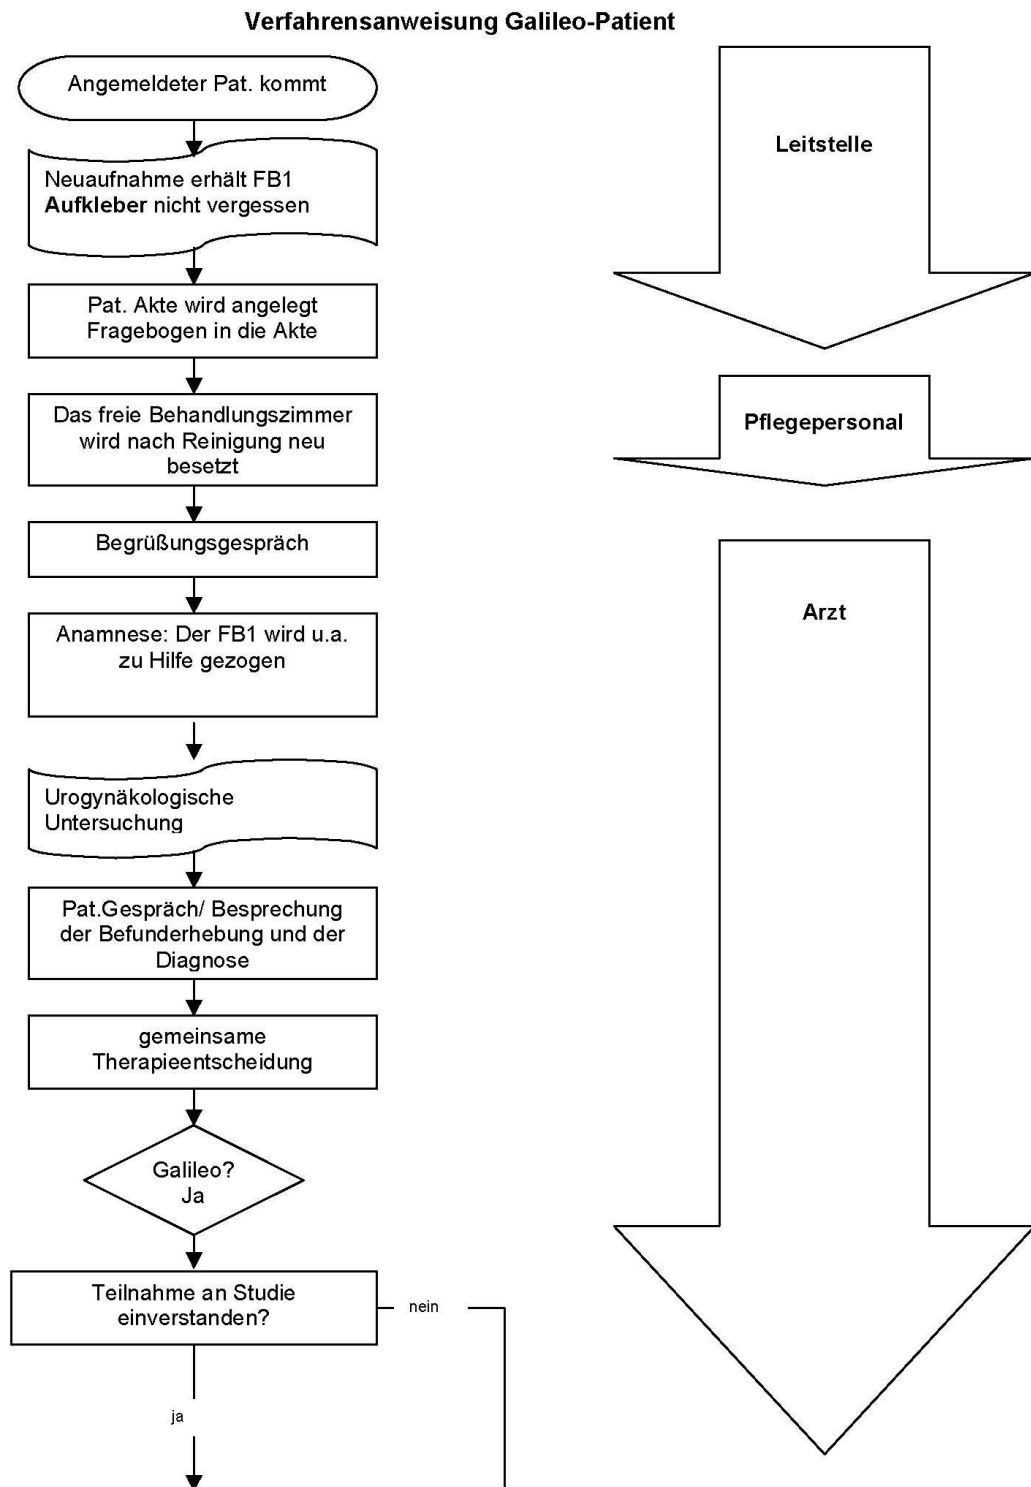 Verfahrensanweisung Galileo-Patient
Angemeldeter Pat. kommt
Neuaufnahme erhält FB1
Aufkleber nicht vergessen
Pat. Akte wird angelegt
Fragebogen in die Akte
Das freie Behandlungszimmer
wird nach Reinigung neu
besetzt
Begrüßungsgespräch
Anamnese: Der FB1 wird u.a.
zu Hilfe gezogen
Urogynäkologische
Untersuchung
Pat.Gespräch/ Besprechung
der Befunderhebung und der
Diagnose
gemeinsame
Therapieentscheidung
Galileo?
Ja
Teilnahme an Studie
einverstanden?
nein
ja
Leitstelle
Pflegepersonal
Arzt